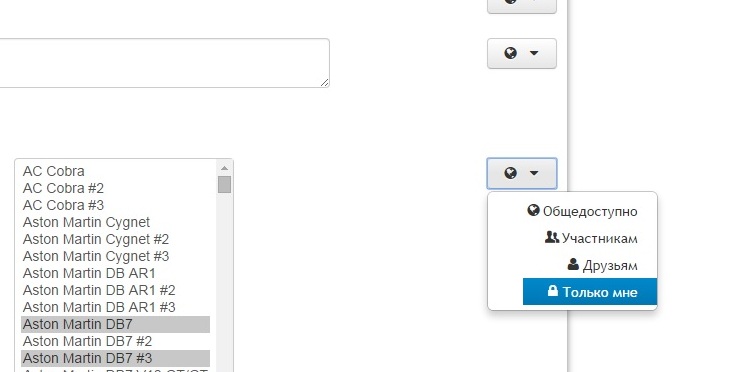 AC Cobra
AC Cobra #2
AC Cobra #3
Aston Martin Cygnet
Aston Martin Cygnet #2
Aston Martin Cygnet #3
Aston Martin DB AR1
Aston Martin DB AR1 #2
Aston Martin DB AR1 #3
Aston Martin DB7
Aston Martin DB7 #2
Aston Martin DB7 #3
Общедоступно
Участникам
Друзьям
Только мне